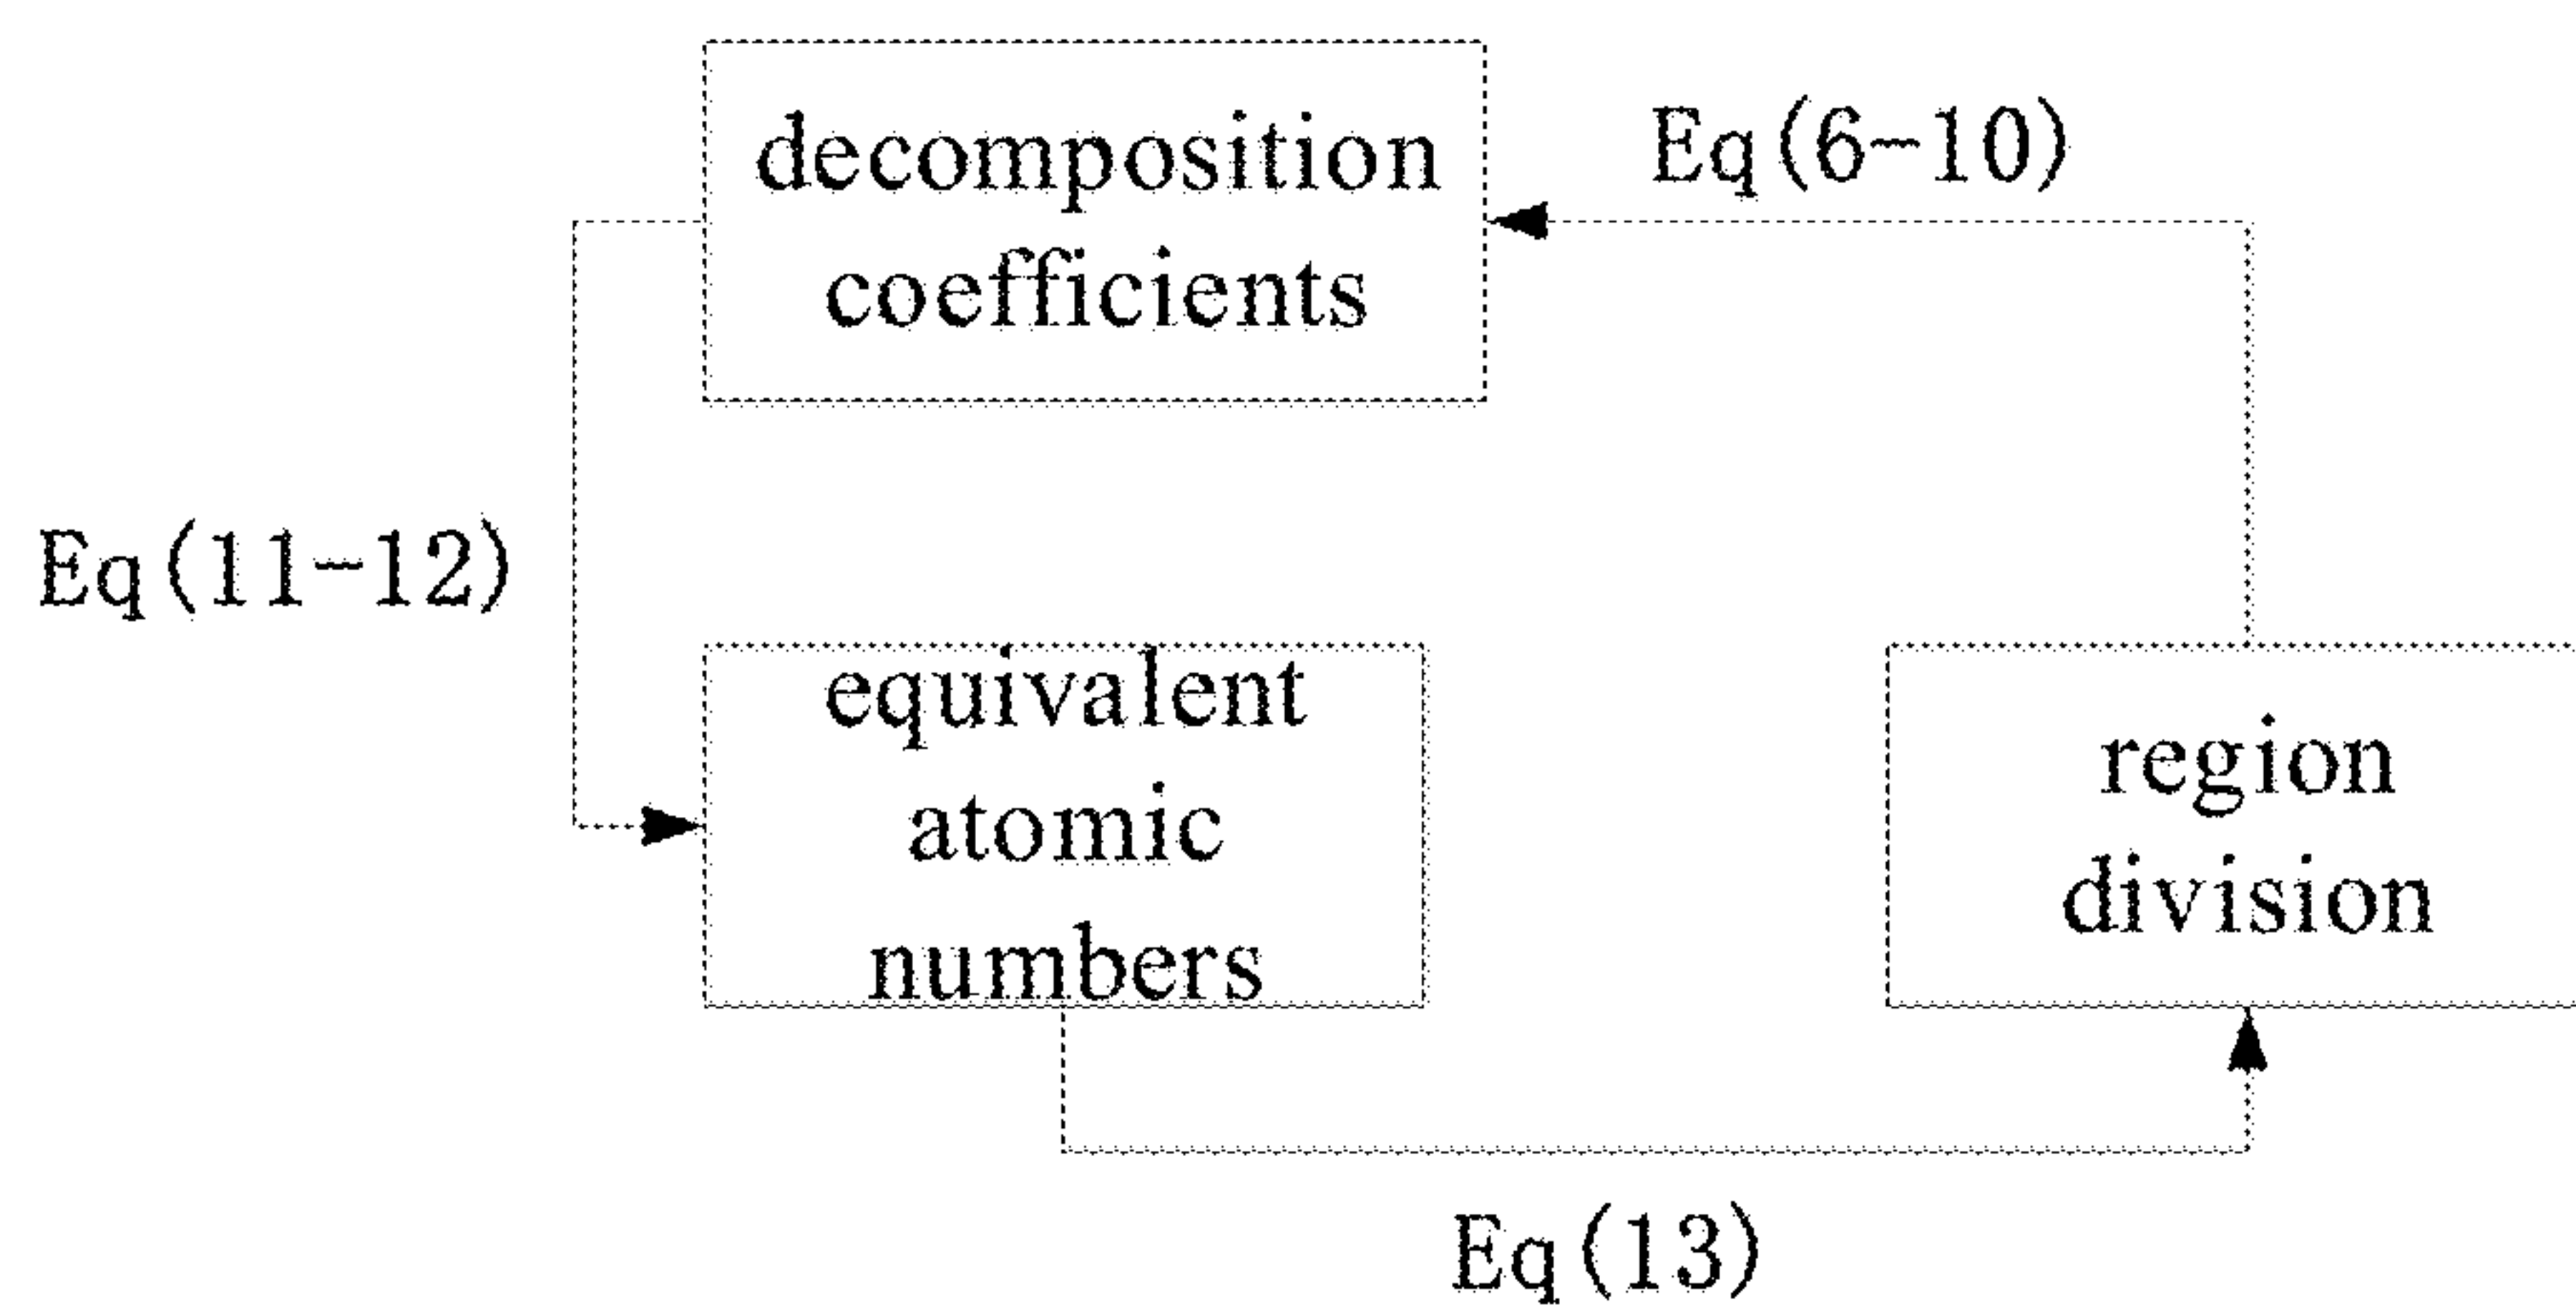 decomposition
coefficients
Eq(6-10)
Eq(11-12)
equivalent
atomic
numbers
region
division
Eq(13)